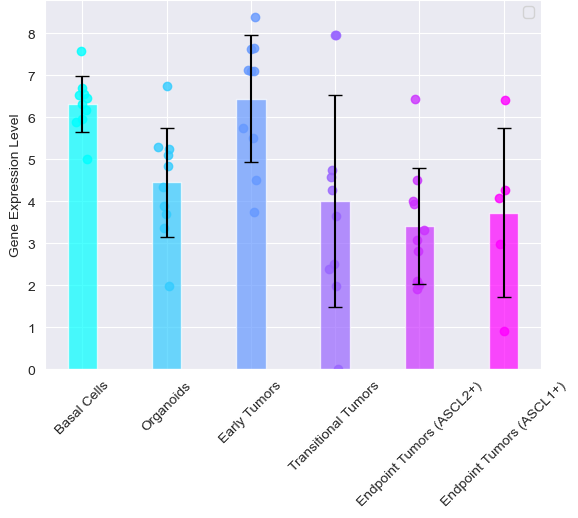 8
7
6
5
4
3
2
1
0
Gene Expression Level
Basal Cells
Organoids
Early Tumors
Transitional Tumors
Endpoint Tumors (ASCL2+)
Endpoint Tumors (ASCL1+)